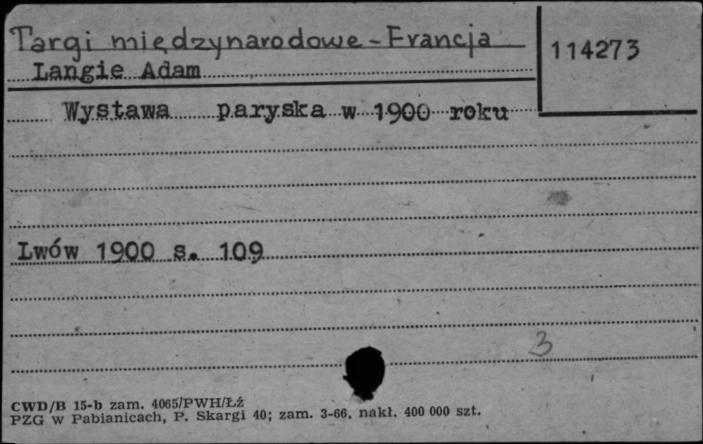 Targi międzynarodowe - Francja
114273
Langie Adam
Wystawa paryska w 1900 roku
Lwów 1900 s. 109
3
CWD/B 15-b zam. 4065/PWH/Łź
PZG w Pabianicach, P. Skargi 40; zam. 3-66. nakł. 400 000 szt.